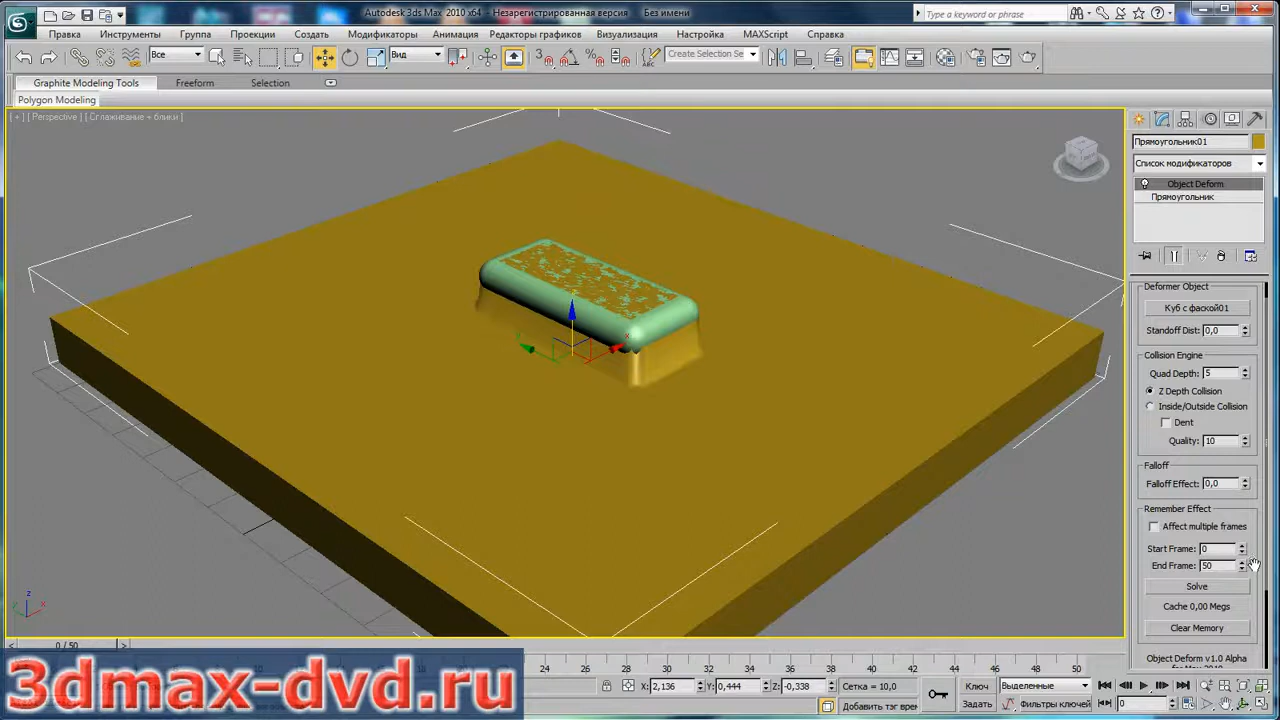 Autodesk 3ds Max 2010 x64 - Незарегистрированная версия Без имени
Type a keyword or phrase
Правка Инструменты Группа Проекции Создать Модификаторы Анимация Редакторы графиков Визуализация Настройка MAXScript Справка
Все Вид Create Selection Se
Graphite Modeling Tools Freeform Selection
Polygon Modeling
[ + ] [ Perspective ] [ Сглаживание + блики ]
Прямоугольник01
Список модификаторов
Object Deform
Прямоугольник
Deformer Object
Куб с фаской01
Standoff Dist: 0,0
Collision Engine
Quad Depth: 5
Z Depth Collision
Inside/Outside Collision
Dent
Quality: 10
Falloff
Falloff Effect: 0,0
Remember Effect
Affect multiple frames
Start Frame: 0
End Frame: 50
Solve
Cache 0,00 Megs
Clear Memory
Object Deform v1.0 Alpha
z
x
0 / 50
24 26 28 30 32 34 36 38 40 42 44 46 48 50
3dmax-dvd.ru
X: 2,136 Y: 0,444 Z: -0,338 Сетка = 10,0
Добавить тэг врем
Ключ Выделенные
Задать Фильтры ключей... 0